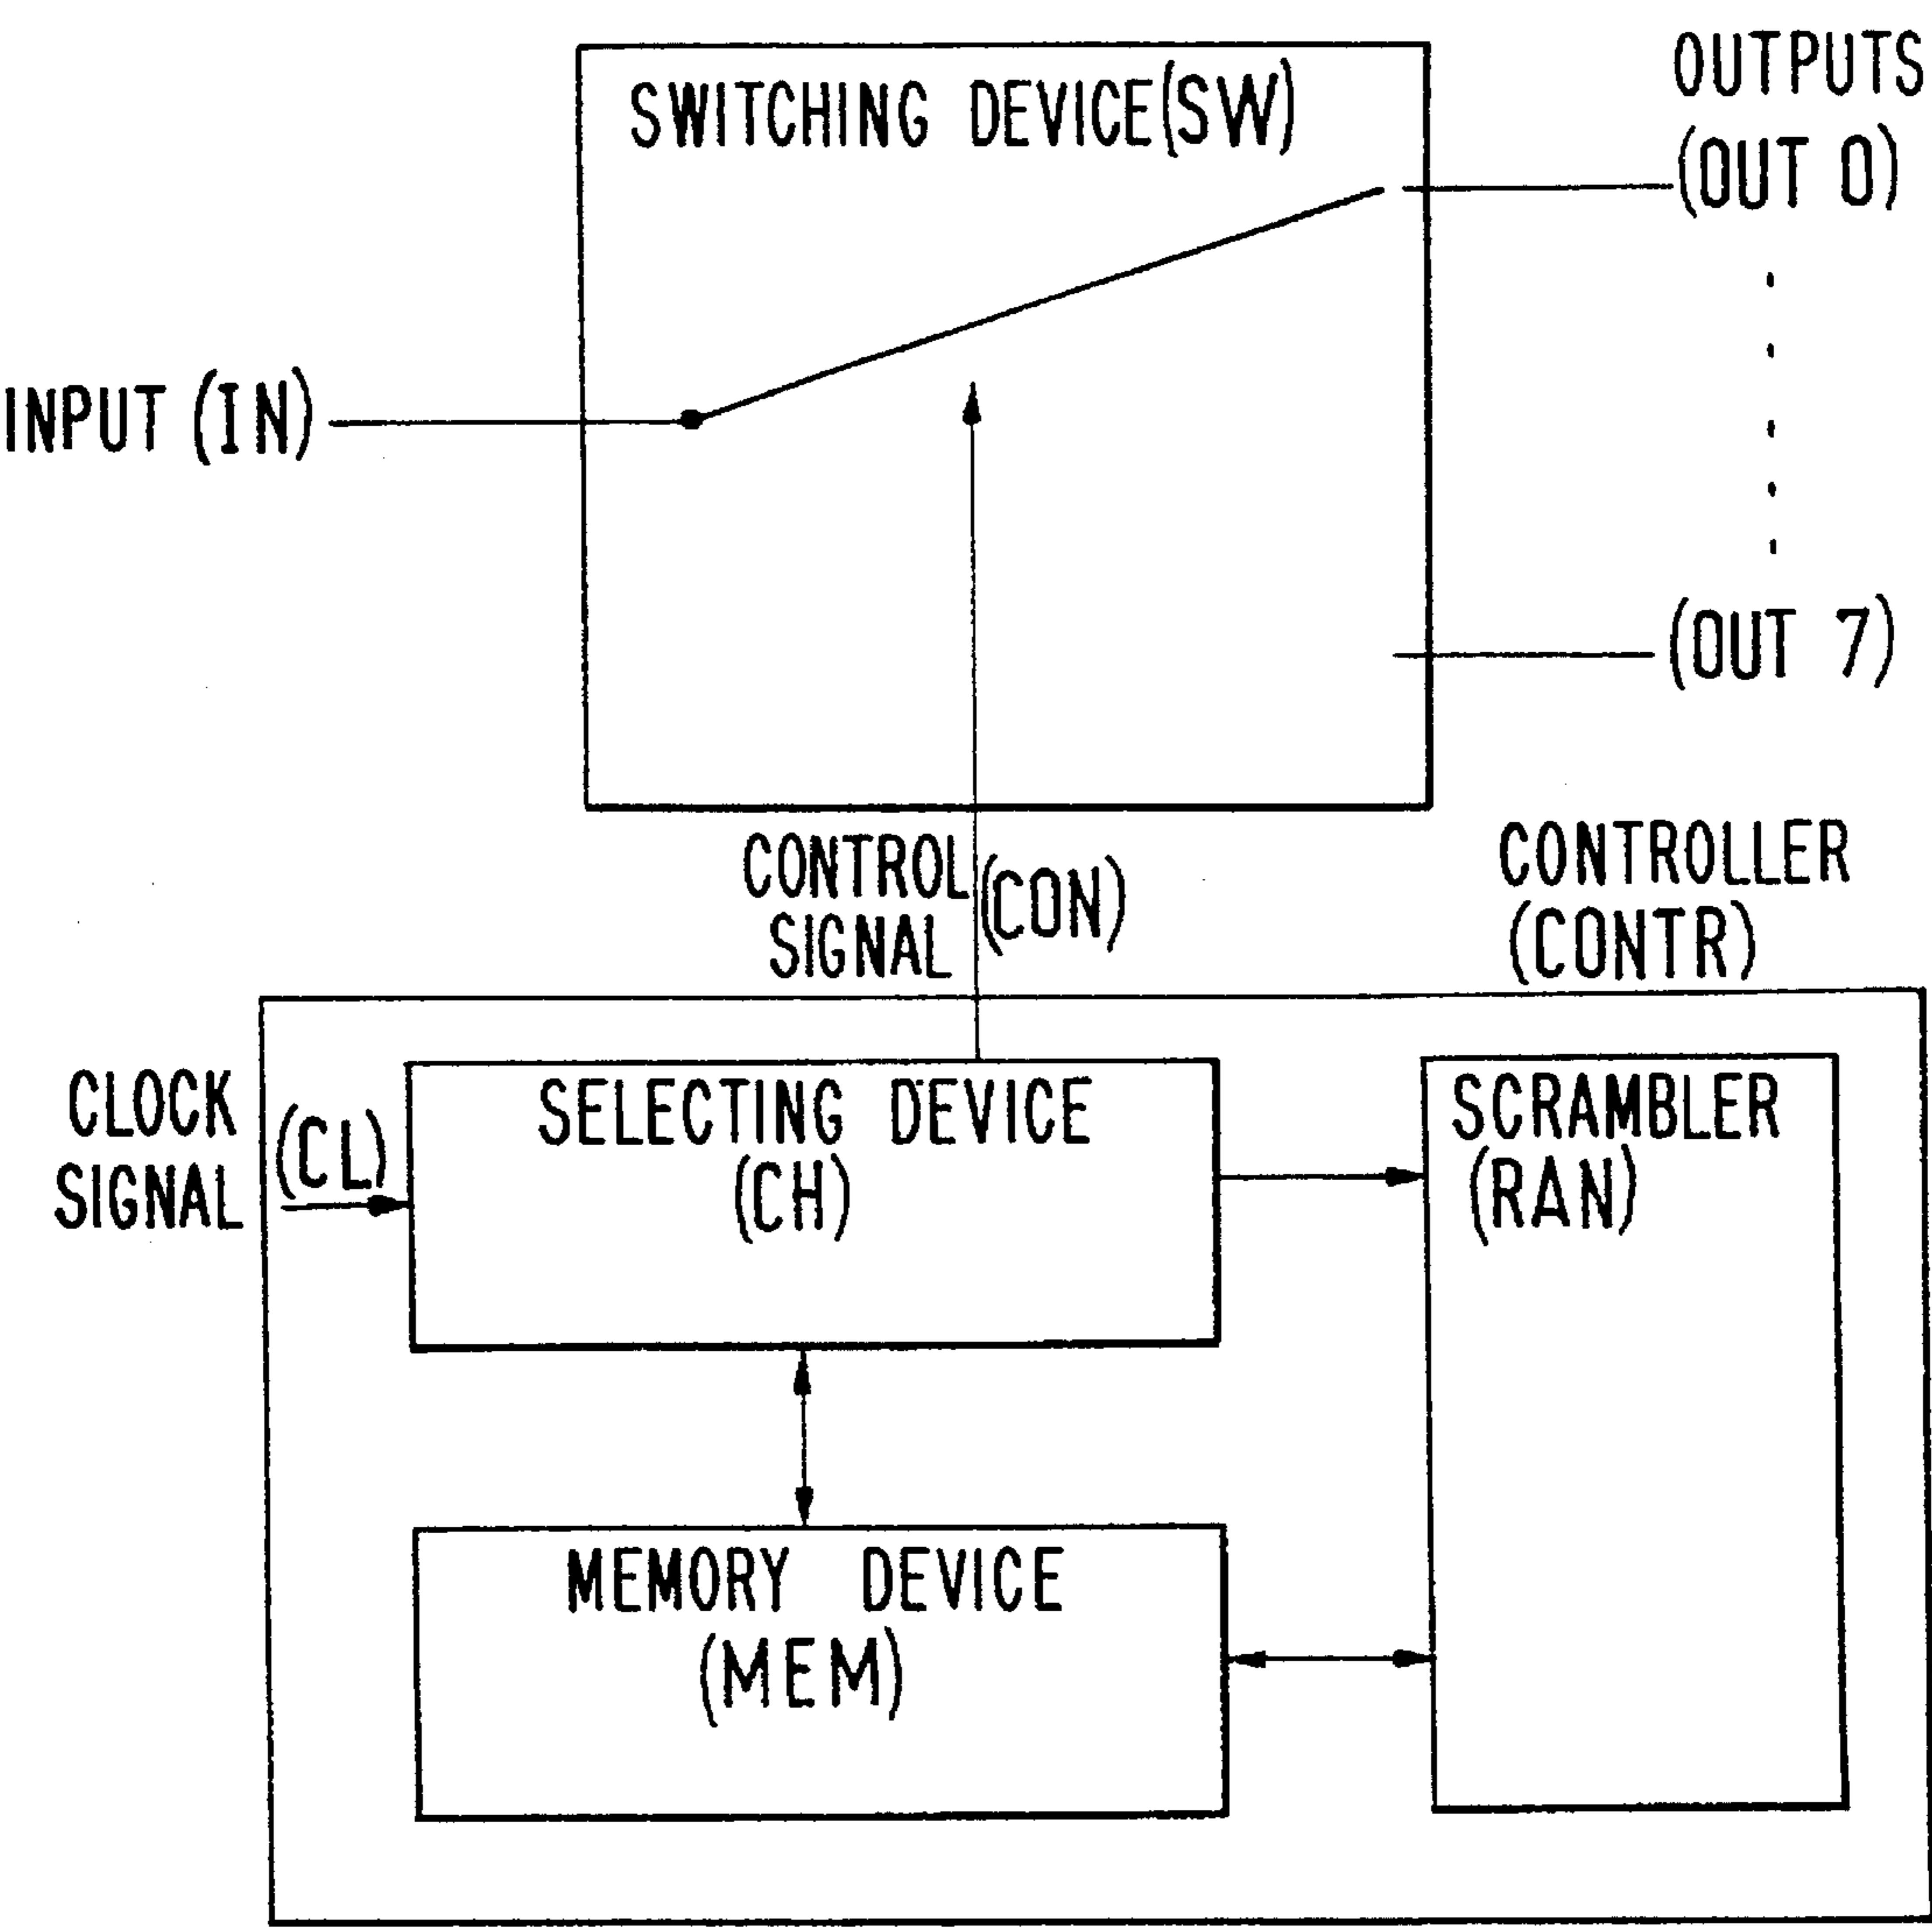 SWITCHING DEVICE(SW)
OUTPUTS
(OUT 0)
INPUT (IN)
(OUT 7)
CONTROL
SIGNAL
(CON)
CONTROLLER
(CONTR)
CLOCK
SIGNAL
(CL)
SELECTING DEVICE
(CH)
SCRAMBLER
(RAN)
MEMORY DEVICE
(MEM)